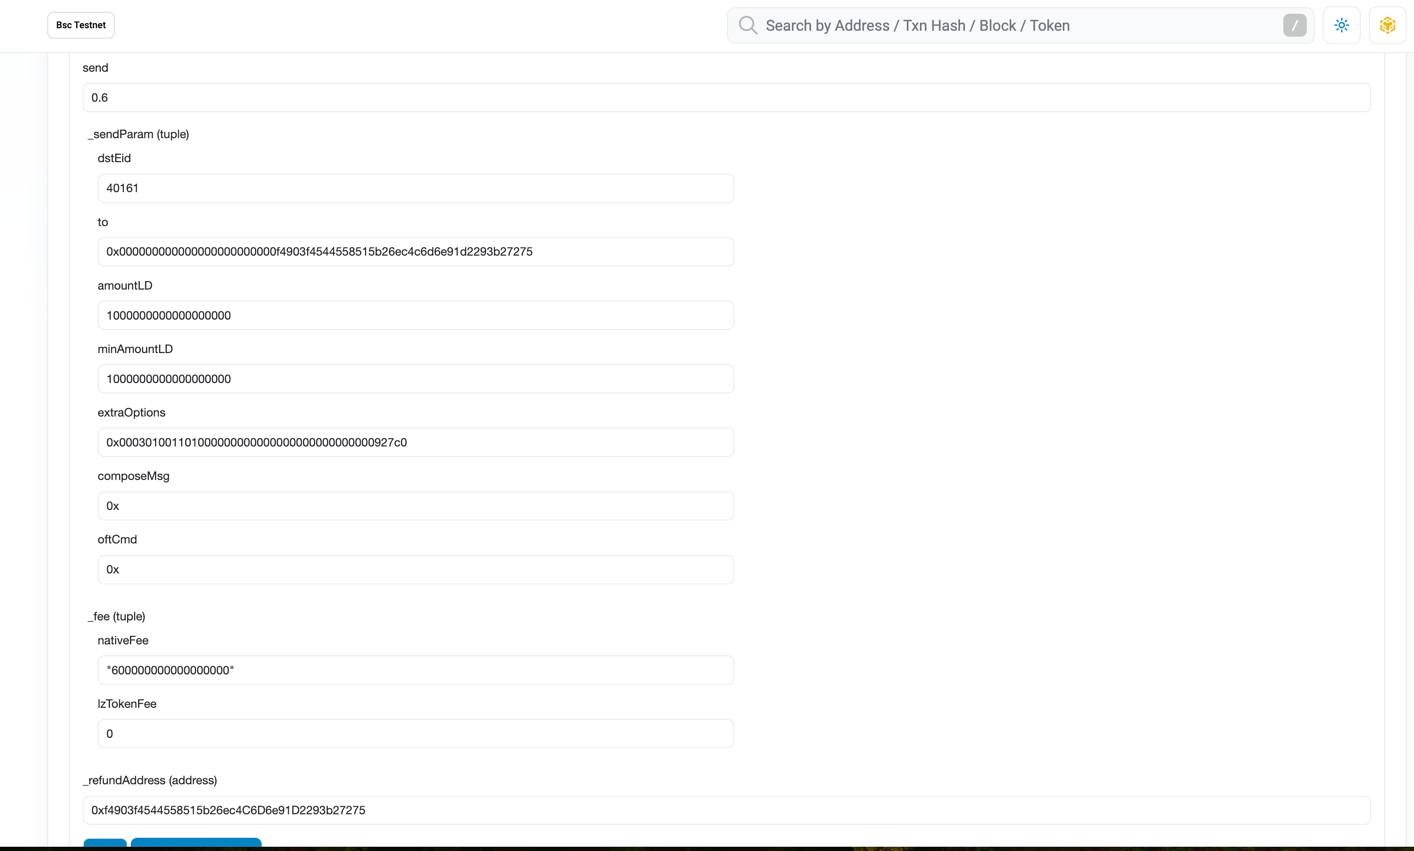 Bsc Testnet
Search by Address / Txn Hash / Block / Token
/
send
0.6
_sendParam (tuple)
dstEid
40161
to
0x000000000000000000000000f4903f4544558515b26ec4c6d6e91d2293b27275
amountLD
1000000000000000000
minAmountLD
1000000000000000000
extraOptions
0x000301001101000000000000000000000000000927c0
composeMsg
0x
oftCmd
0x
_fee (tuple)
nativeFee
"600000000000000000"
lzTokenFee
0
_refundAddress (address)
0xf4903f4544558515b26ec4C6D6e91D2293b27275